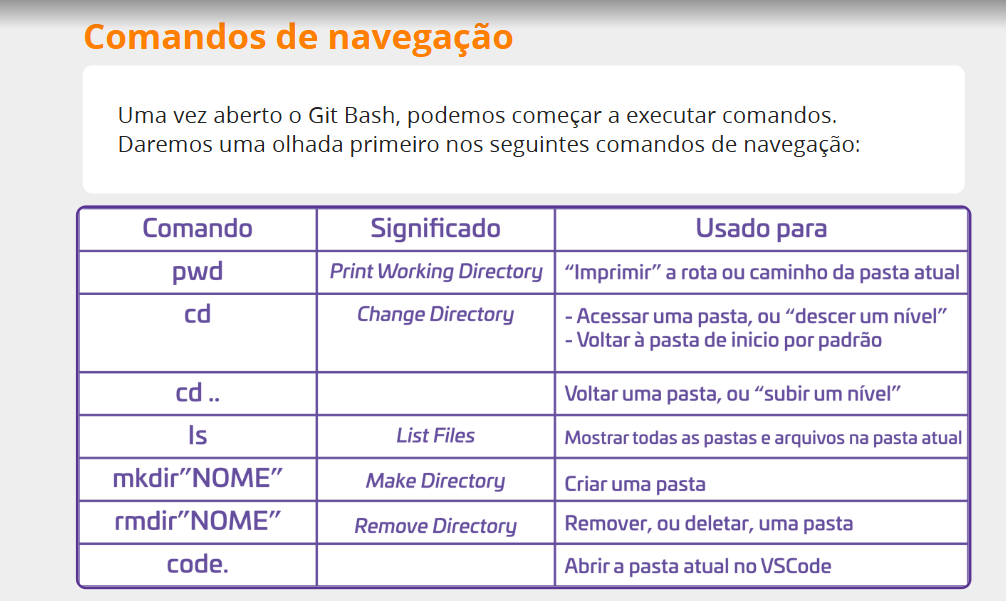 Comandos de navegação
Uma vez aberto o Git Bash, podemos começar a executar comandos.
Daremos uma olhada primeiro nos seguintes comandos de navegação:
Comando Significado Usado para
pwd Print Working Directory “Imprimir” a rota ou caminho da pasta atual
cd Change Directory - Acessar uma pasta, ou “descer um nível”
- Voltar à pasta de inicio por padrão
cd .. Voltar uma pasta, ou “subir um nível”
ls List Files Mostrar todas as pastas e arquivos na pasta atual
mkdir”NOME” Make Directory Criar uma pasta
rmdir”NOME” Remove Directory Remover, ou deletar, uma pasta
code. Abrir a pasta atual no VSCode